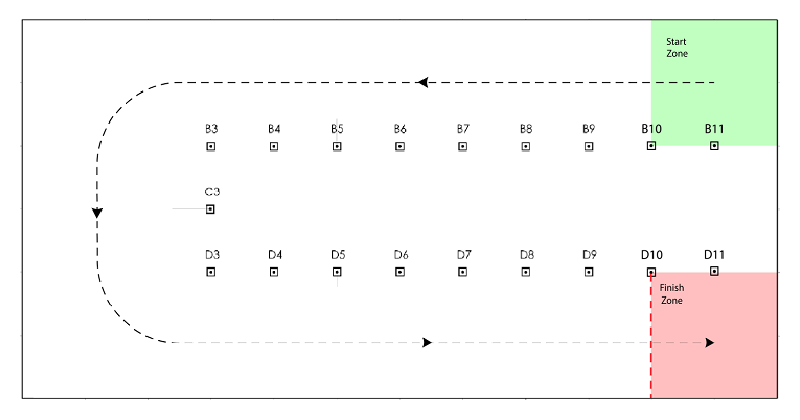 Start
Zone
B3 B4 B5 B6 B7 B8 B9 B10 B11
C3
D3 D4 D5 D6 D7 D8 D9 D10 D11
Finish
Zone